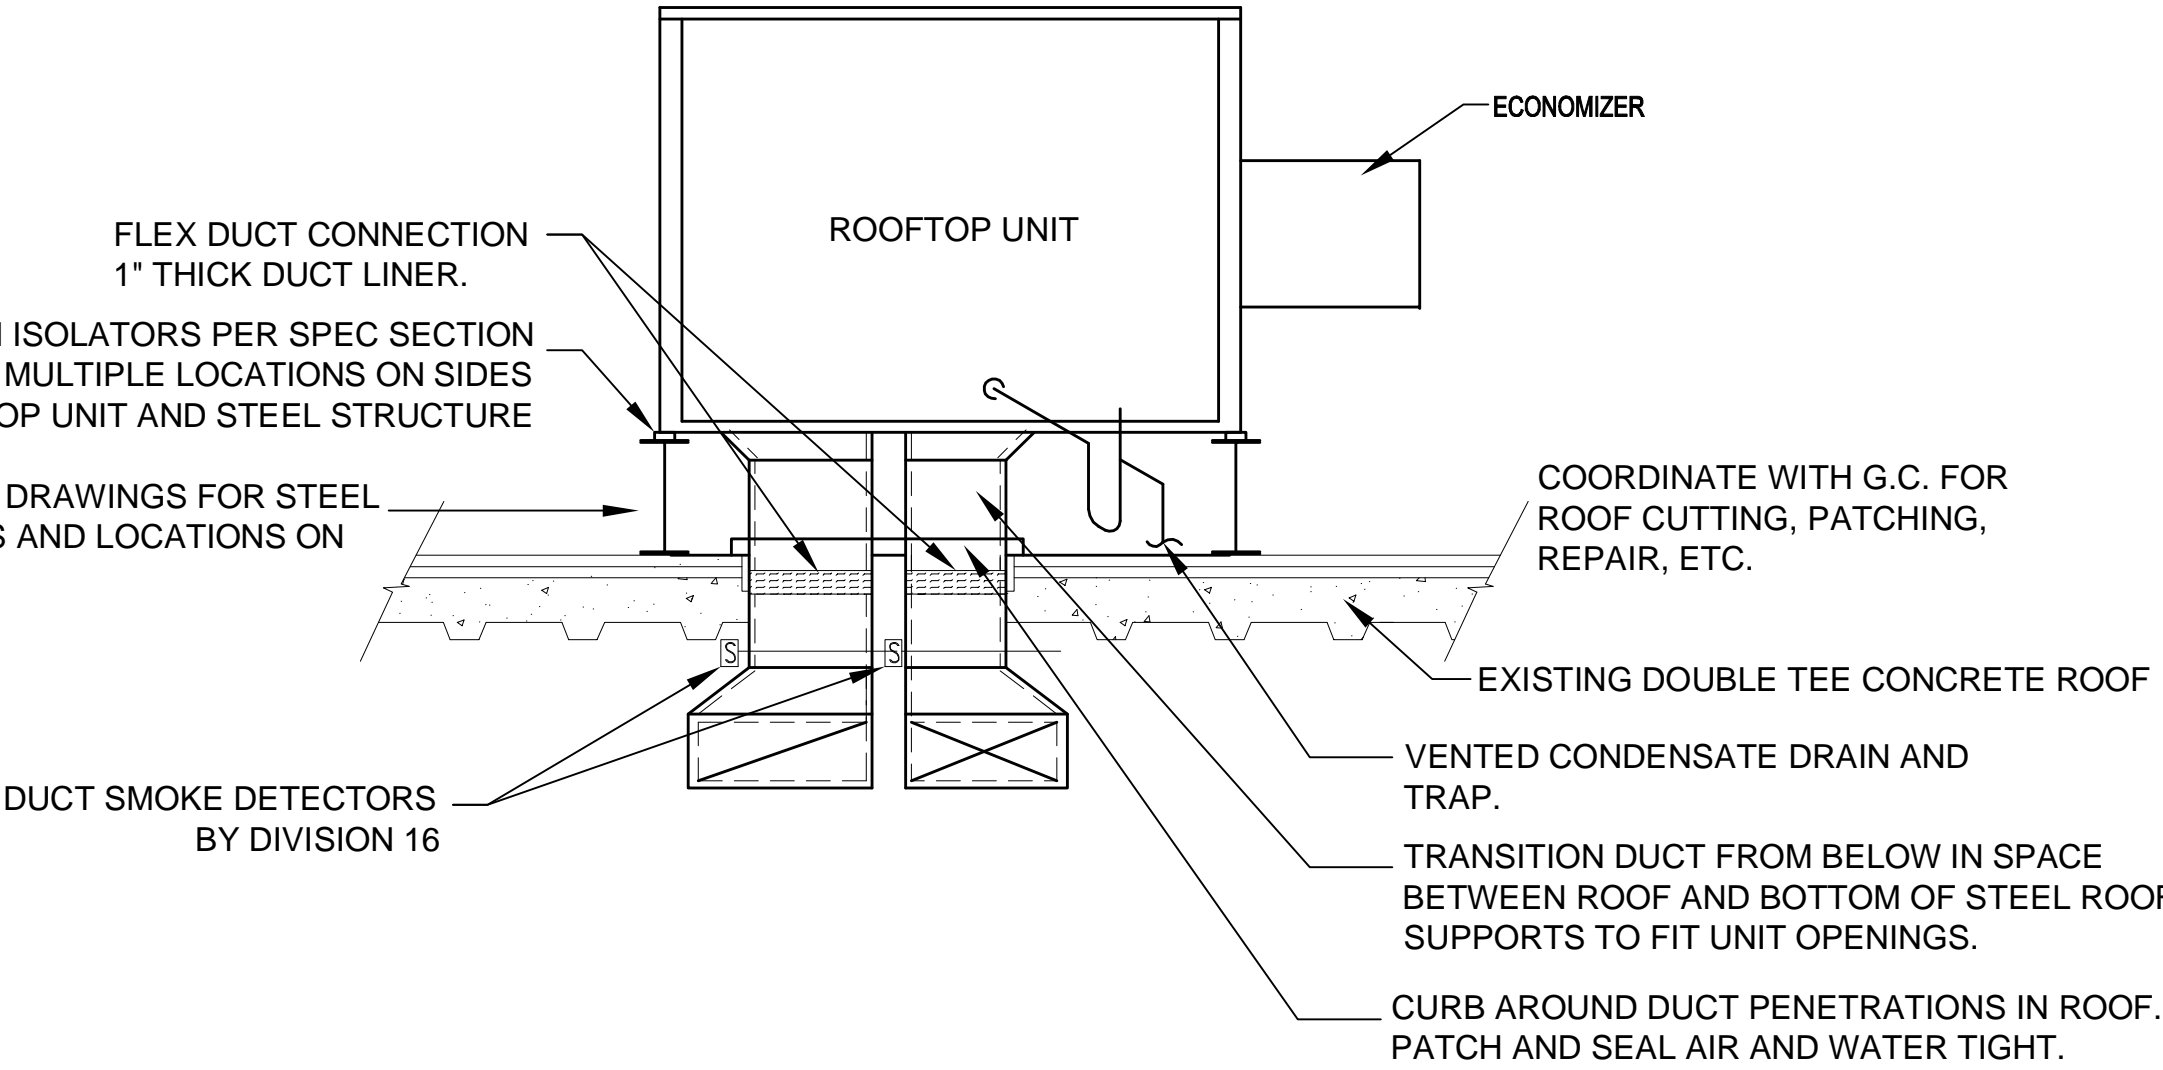 ECONOMIZER
ROOFTOP UNIT
FLEX DUCT CONNECTION
1" THICK DUCT LINER.
ISOLATORS PER SPEC SECTION
MULTIPLE LOCATIONS ON SIDES
OP UNIT AND STEEL STRUCTURE
DRAWINGS FOR STEEL
S AND LOCATIONS ON
COORDINATE WITH G.C. FOR
ROOF CUTTING, PATCHING,
REPAIR, ETC.
S
S
EXISTING DOUBLE TEE CONCRETE ROOF
VENTED CONDENSATE DRAIN AND
TRAP.
DUCT SMOKE DETECTORS
BY DIVISION 16
TRANSITION DUCT FROM BELOW IN SPACE
BETWEEN ROOF AND BOTTOM OF STEEL ROOF
SUPPORTS TO FIT UNIT OPENINGS.
CURB AROUND DUCT PENETRATIONS IN ROOF.
PATCH AND SEAL AIR AND WATER TIGHT.